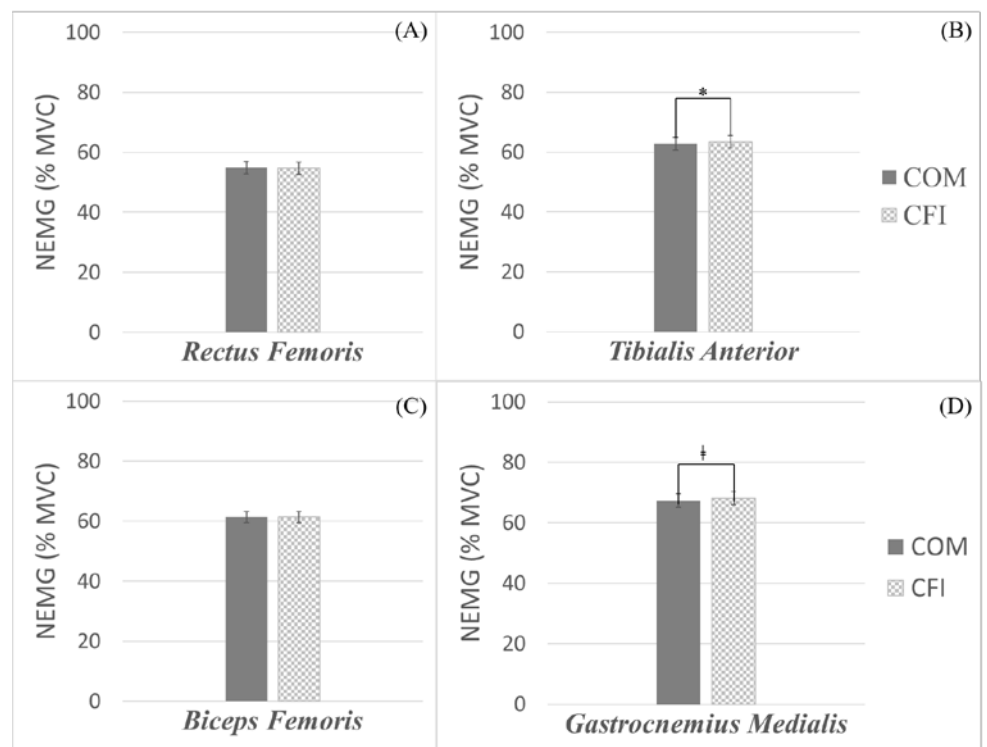 (A)
100
80
60
40
20
0
NEMG (% MVC)
Rectus Femoris
(B)
100
80
60
40
20
0
NEMG (% MVC)
*
Tibialis Anterior
COM
CFI
(C)
100
80
60
40
20
0
NEMG (% MVC)
Biceps Femoris
(D)
100
80
60
40
20
0
NEMG (% MVC)
Gastrocnemius Medialis
COM
CFI